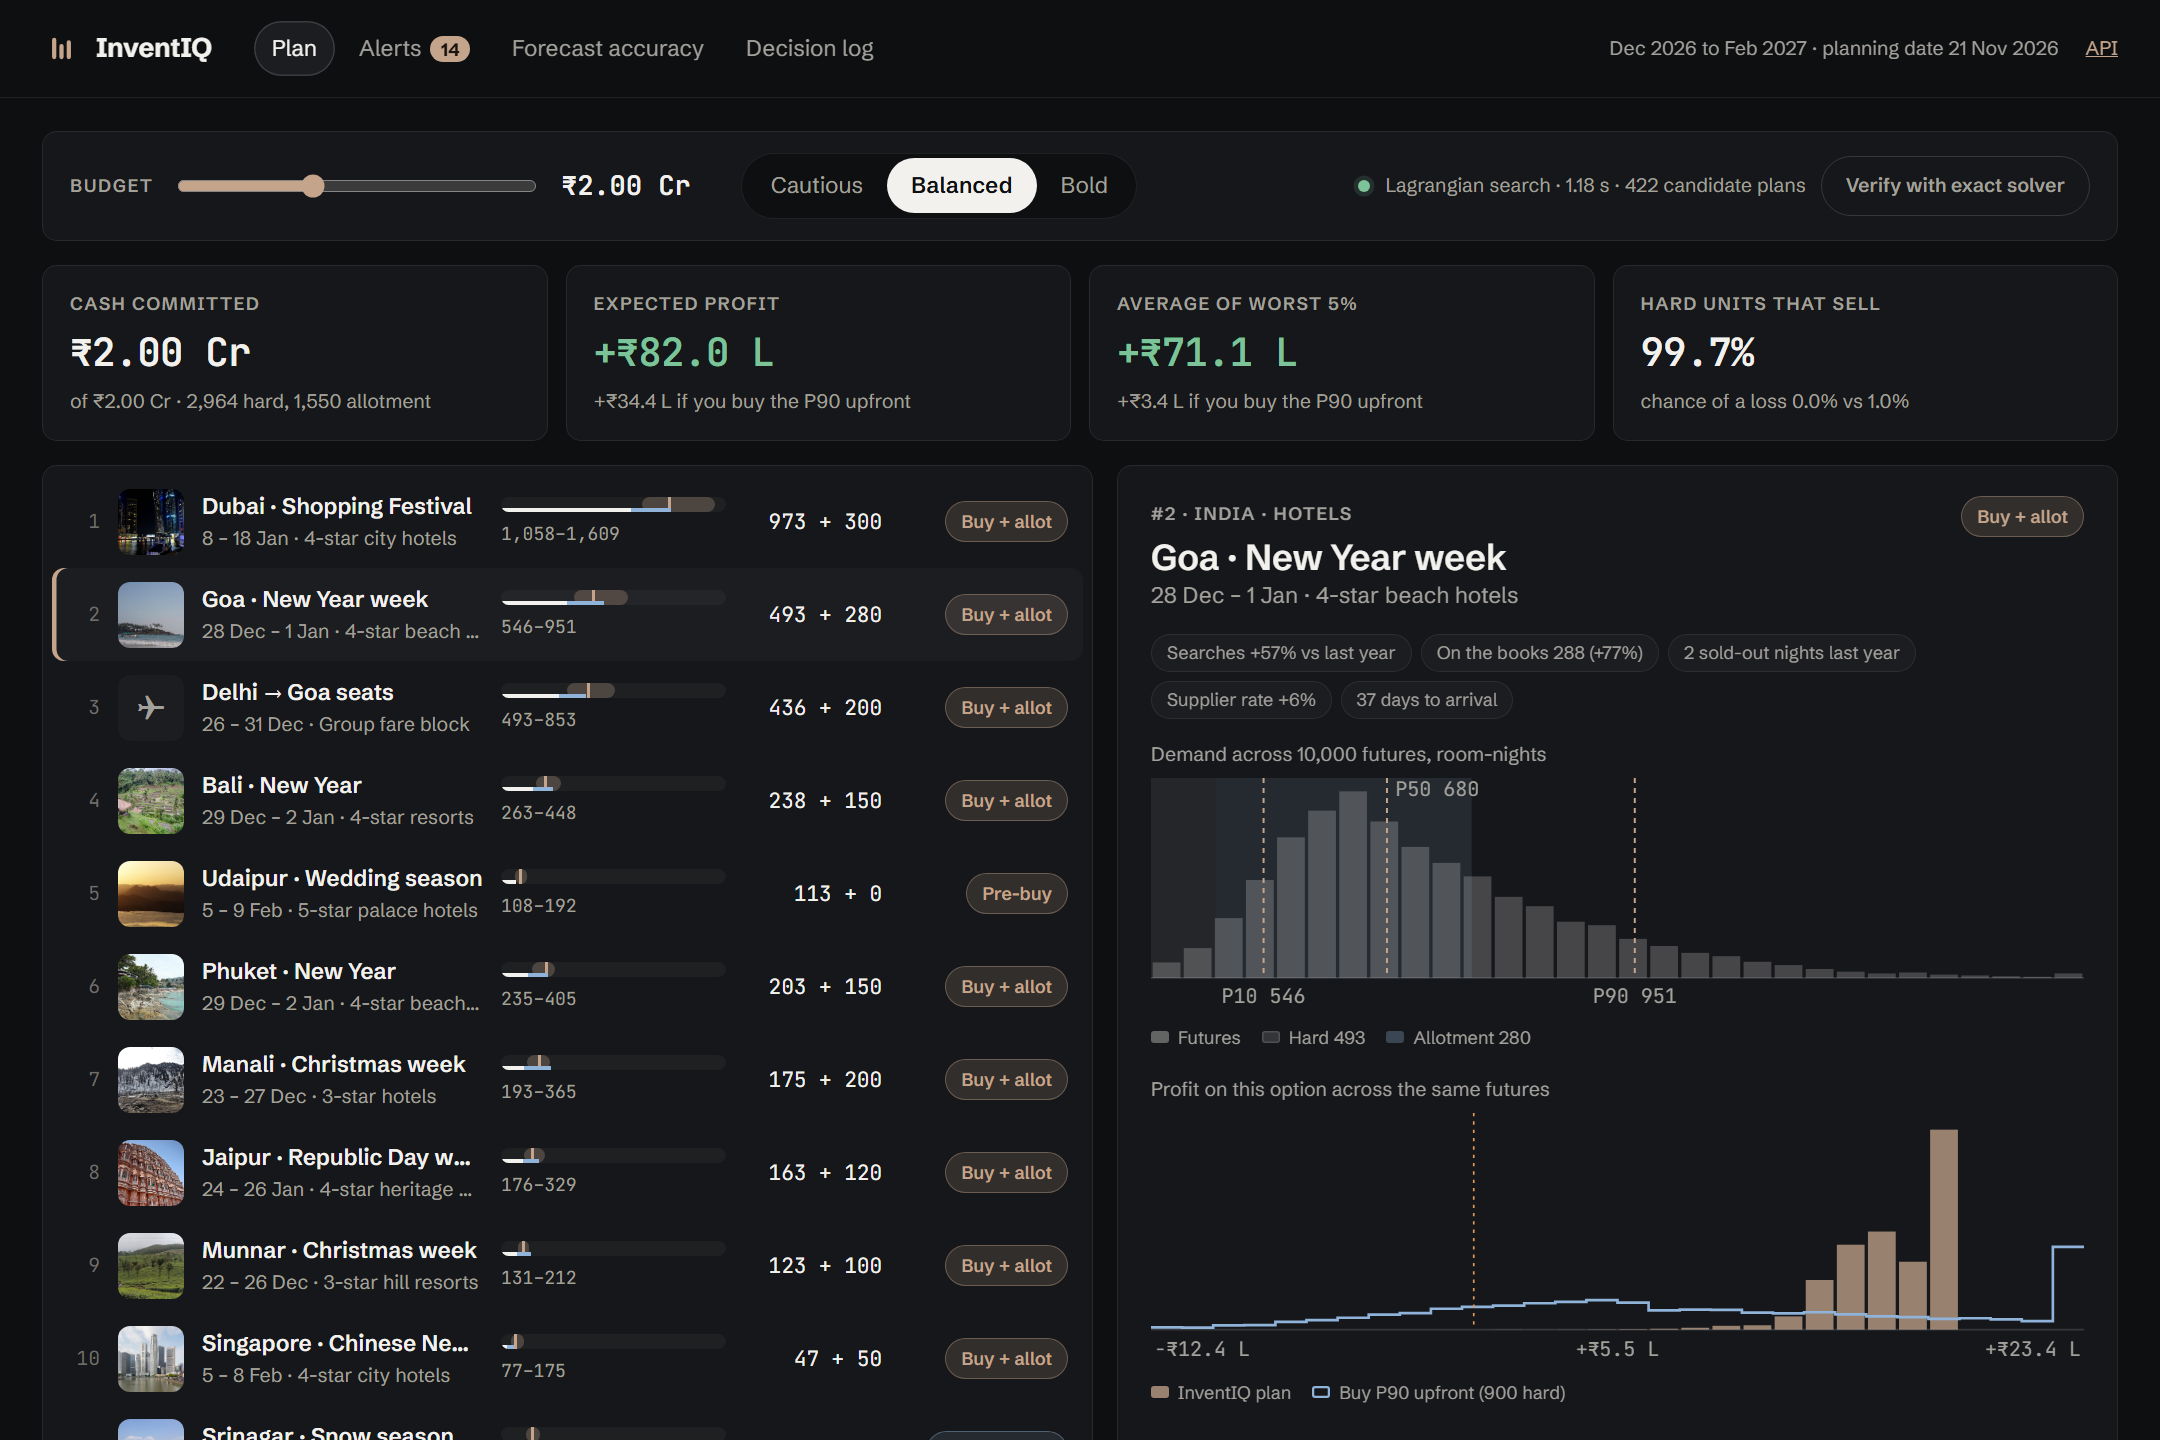 InventIQ
Plan
Alerts 14
Forecast accuracy
Decision log
Dec 2026 to Feb 2027 · planning date 21 Nov 2026
API
BUDGET
₹2.00 Cr
Cautious
Balanced
Bold
Lagrangian search · 1.18 s · 422 candidate plans
Verify with exact solver
CASH COMMITTED
₹2.00 Cr
of ₹2.00 Cr · 2,964 hard, 1,550 allotment
EXPECTED PROFIT
+₹82.0 L
+₹34.4 L if you buy the P90 upfront
AVERAGE OF WORST 5%
+₹71.1 L
+₹3.4 L if you buy the P90 upfront
HARD UNITS THAT SELL
99.7%
chance of a loss 0.0% vs 1.0%
1
Dubai · Shopping Festival
8 – 18 Jan · 4-star city hotels
1,058–1,609
973 + 300
Buy + allot
2
Goa · New Year week
28 Dec – 1 Jan · 4-star beach ...
546–951
493 + 280
Buy + allot
3
Delhi → Goa seats
26 – 31 Dec · Group fare block
493–853
436 + 200
Buy + allot
4
Bali · New Year
29 Dec – 2 Jan · 4-star resorts
263–448
238 + 150
Buy + allot
5
Udaipur · Wedding season
5 – 9 Feb · 5-star palace hotels
108–192
113 + 0
Pre-buy
6
Phuket · New Year
29 Dec – 2 Jan · 4-star beach...
235–405
203 + 150
Buy + allot
7
Manali · Christmas week
23 – 27 Dec · 3-star hotels
193–365
175 + 200
Buy + allot
8
Jaipur · Republic Day w...
24 – 26 Jan · 4-star heritage ...
176–329
163 + 120
Buy + allot
9
Munnar · Christmas week
22 – 26 Dec · 3-star hill resorts
131–212
123 + 100
Buy + allot
10
Singapore · Chinese Ne...
5 – 8 Feb · 4-star city hotels
77–175
47 + 50
Buy + allot
Srinagar · Snow season
#2 · INDIA · HOTELS
Buy + allot
Goa · New Year week
28 Dec – 1 Jan · 4-star beach hotels
Searches +57% vs last year
On the books 288 (+77%)
2 sold-out nights last year
Supplier rate +6%
37 days to arrival
Demand across 10,000 futures, room-nights
P50 680
P10 546
P90 951
Futures
Hard 493
Allotment 280
Profit on this option across the same futures
-₹12.4 L
+₹5.5 L
+₹23.4 L
InventIQ plan
Buy P90 upfront (900 hard)